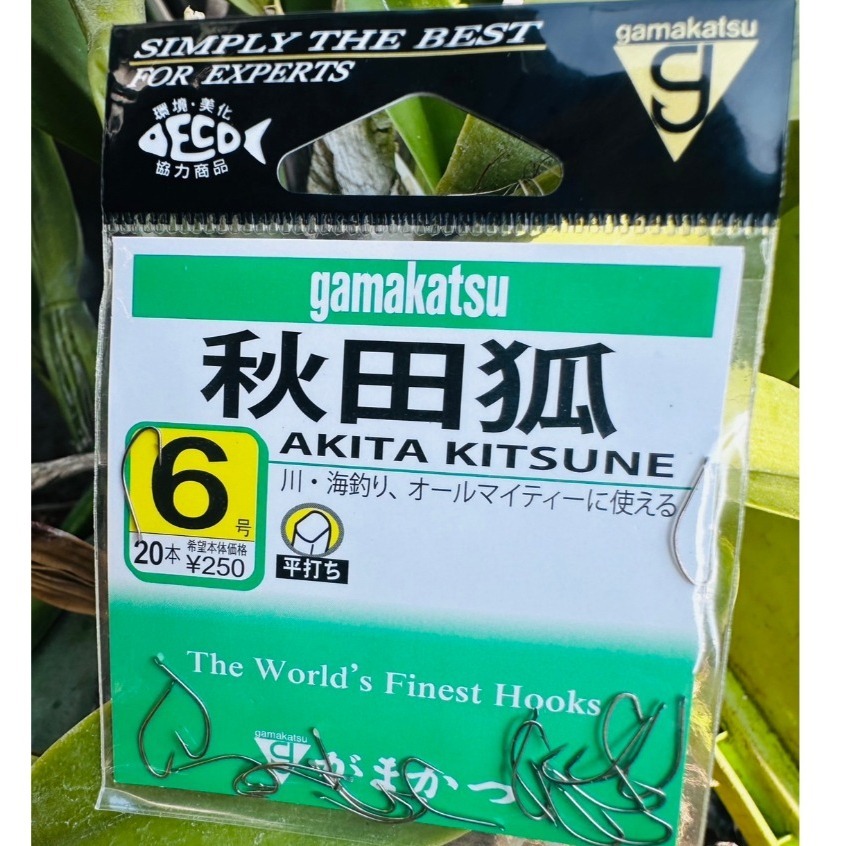 SIMPLY THE BEST
FOR EXPERTS
gamakatsu
環境・美化
ECO
協力商品
gamakatsu
秋田狐
AKITA KITSUNE
川・海釣り、オールマイティーに使える
6号
20本 希望本体価格 ¥250
平打ち
The World's Finest Hooks
gamakatsu
がまかつ